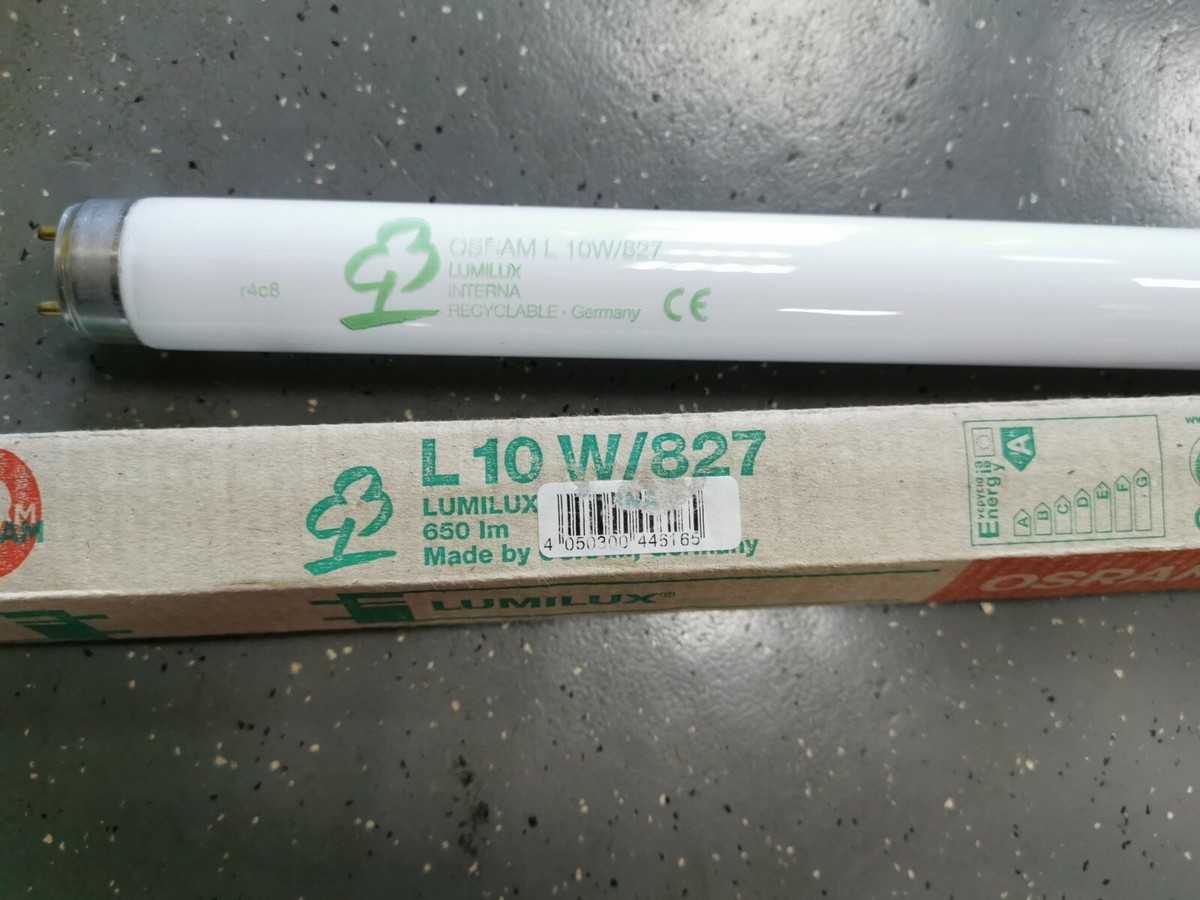 r4c8
OSRAM L 10W/827
LUMILUX
INTERNA
RECYCLABLE · Germany CE
L 10 W/827
LUMILUX
650 lm
Made by
4 050300 446165
LUMILUX®
OSRAM
Energy
A
A
B
C
D
E
F
G